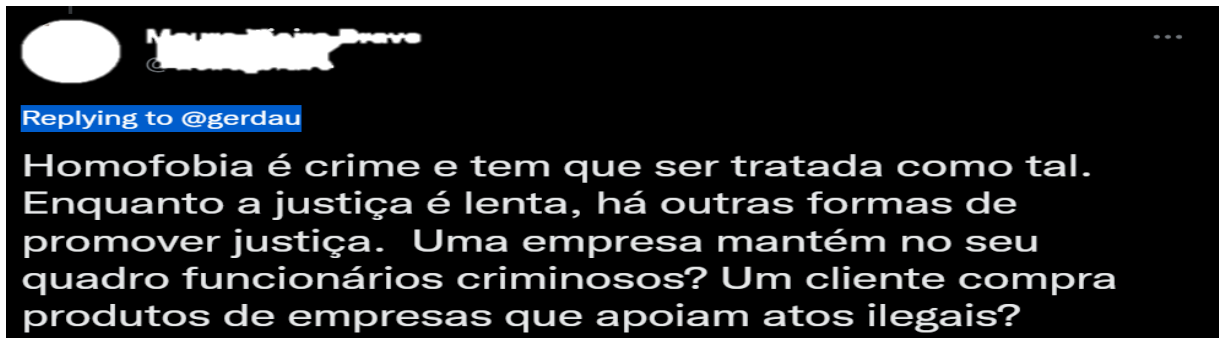 Replying to @gerdau
Homofobia é crime e tem que ser tratada como tal.
Enquanto a justiça é lenta, há outras formas de
promover justiça.  Uma empresa mantém no seu
quadro funcionários criminosos? Um cliente compra
produtos de empresas que apoiam atos ilegais?